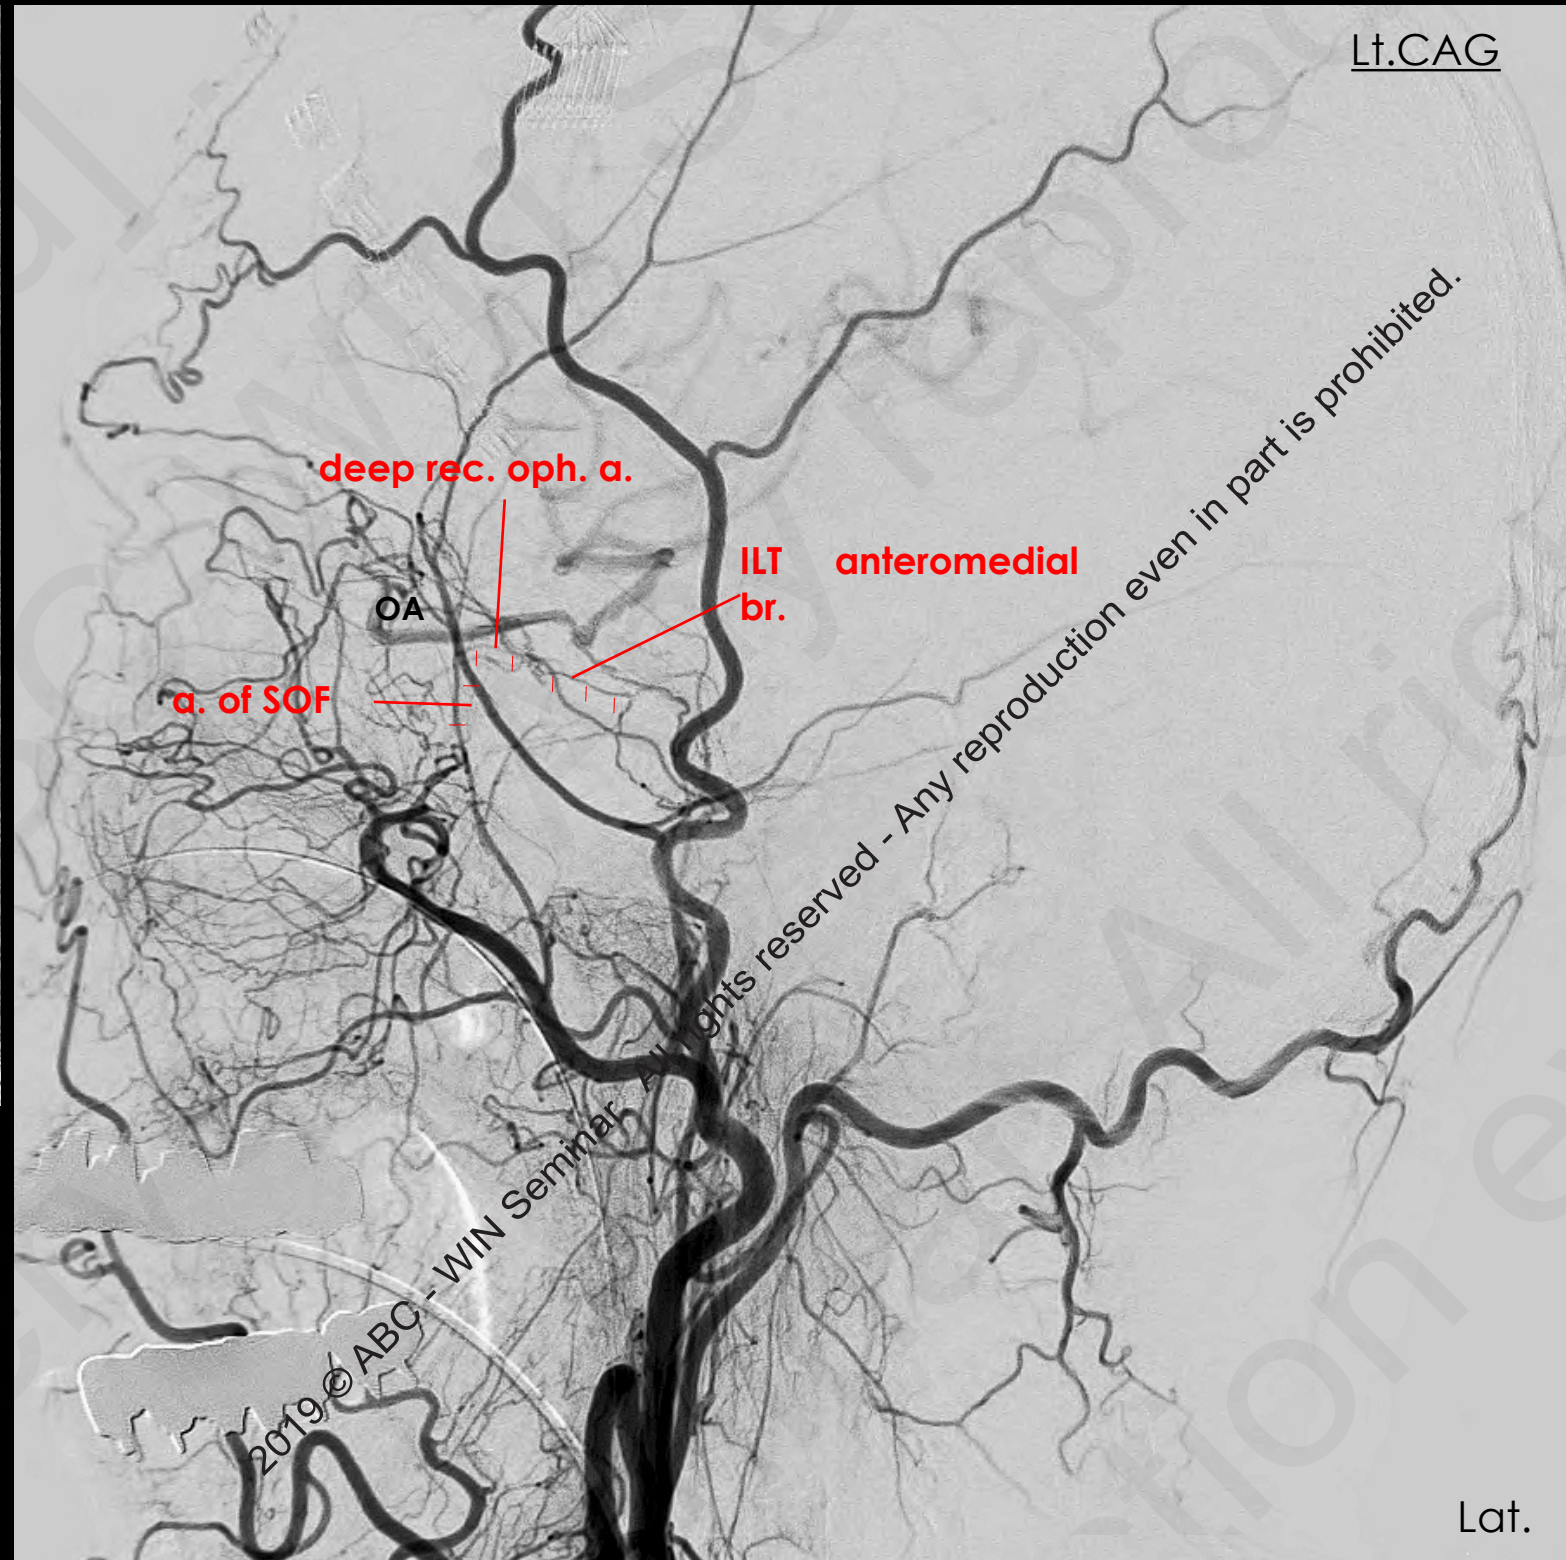 Lt.CAG
deep rec. oph. a.
ILT anteromedial
br.
OA
a. of SOF
2019 © ABC - WIN Seminar All rights reserved - Any reproduction even in part is prohibited.
Lat.